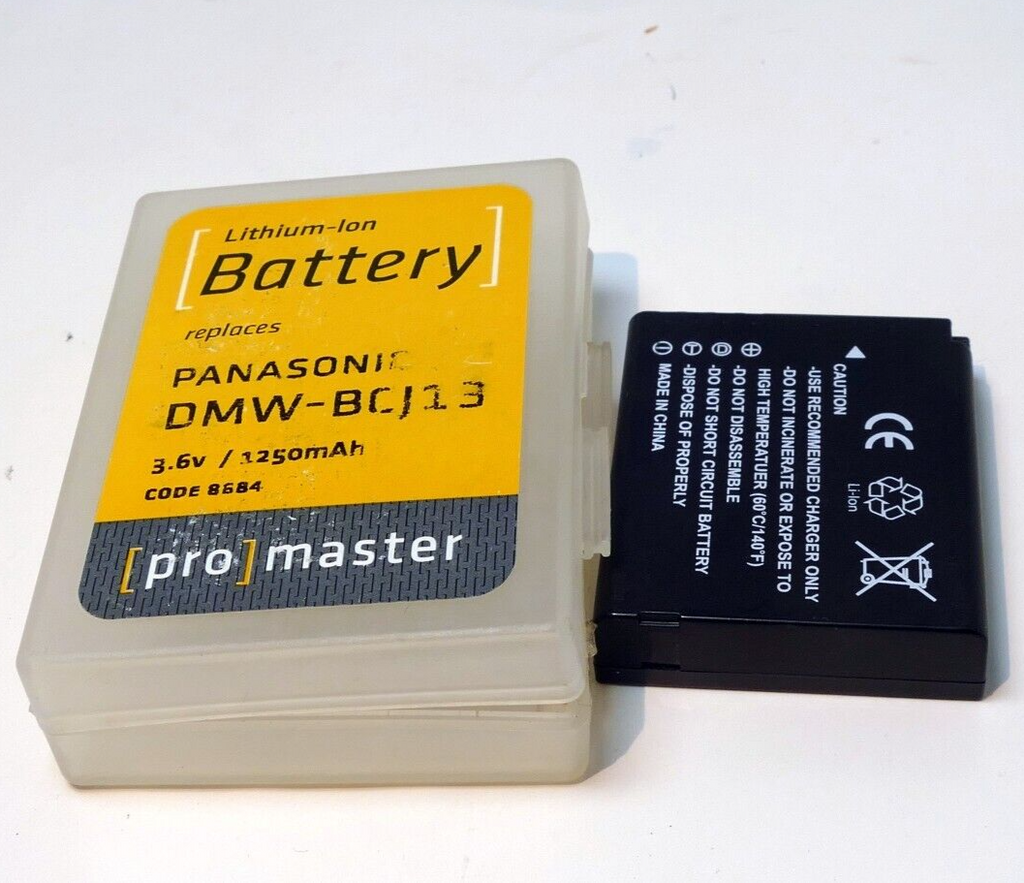 Lithium-Ion
[Battery]
replaces
PANASONIC
DMW-BCJ13
3.6v / 1250mAh
CODE 8684
[pro]master
CE
Li-Ion
CAUTION
-USE RECOMMENDED CHARGER ONLY
-DO NOT INCINERATE OR EXPOSE TO
HIGH TEMPERATUER (60°C/140°F)
-DO NOT DISASSEMBLE
-DO NOT SHORT CIRCUIT BATTERY
-DISPOSE OF PROPERLY
MADE IN CHINA